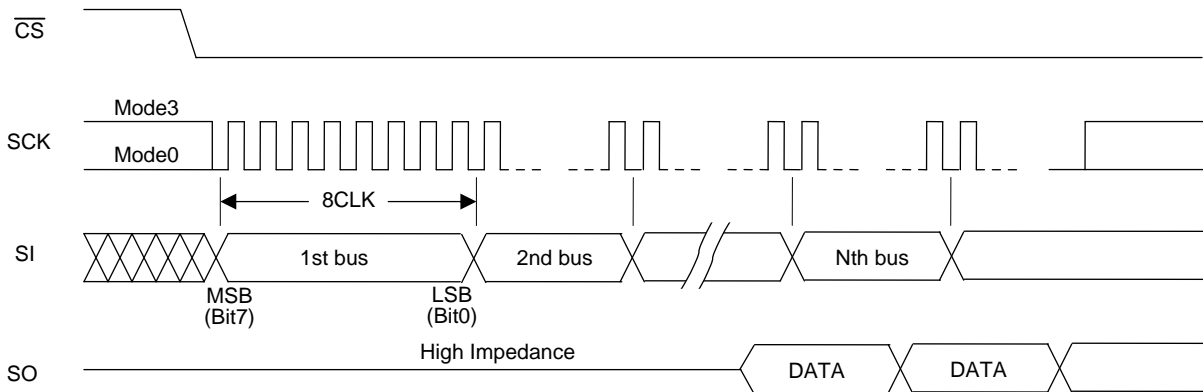 CS
Mode3
SCK
Mode0
8CLK
SI
1st bus
2nd bus
Nth bus
MSB
(Bit7)
LSB
(Bit0)
High Impedance
SO
DATA
DATA